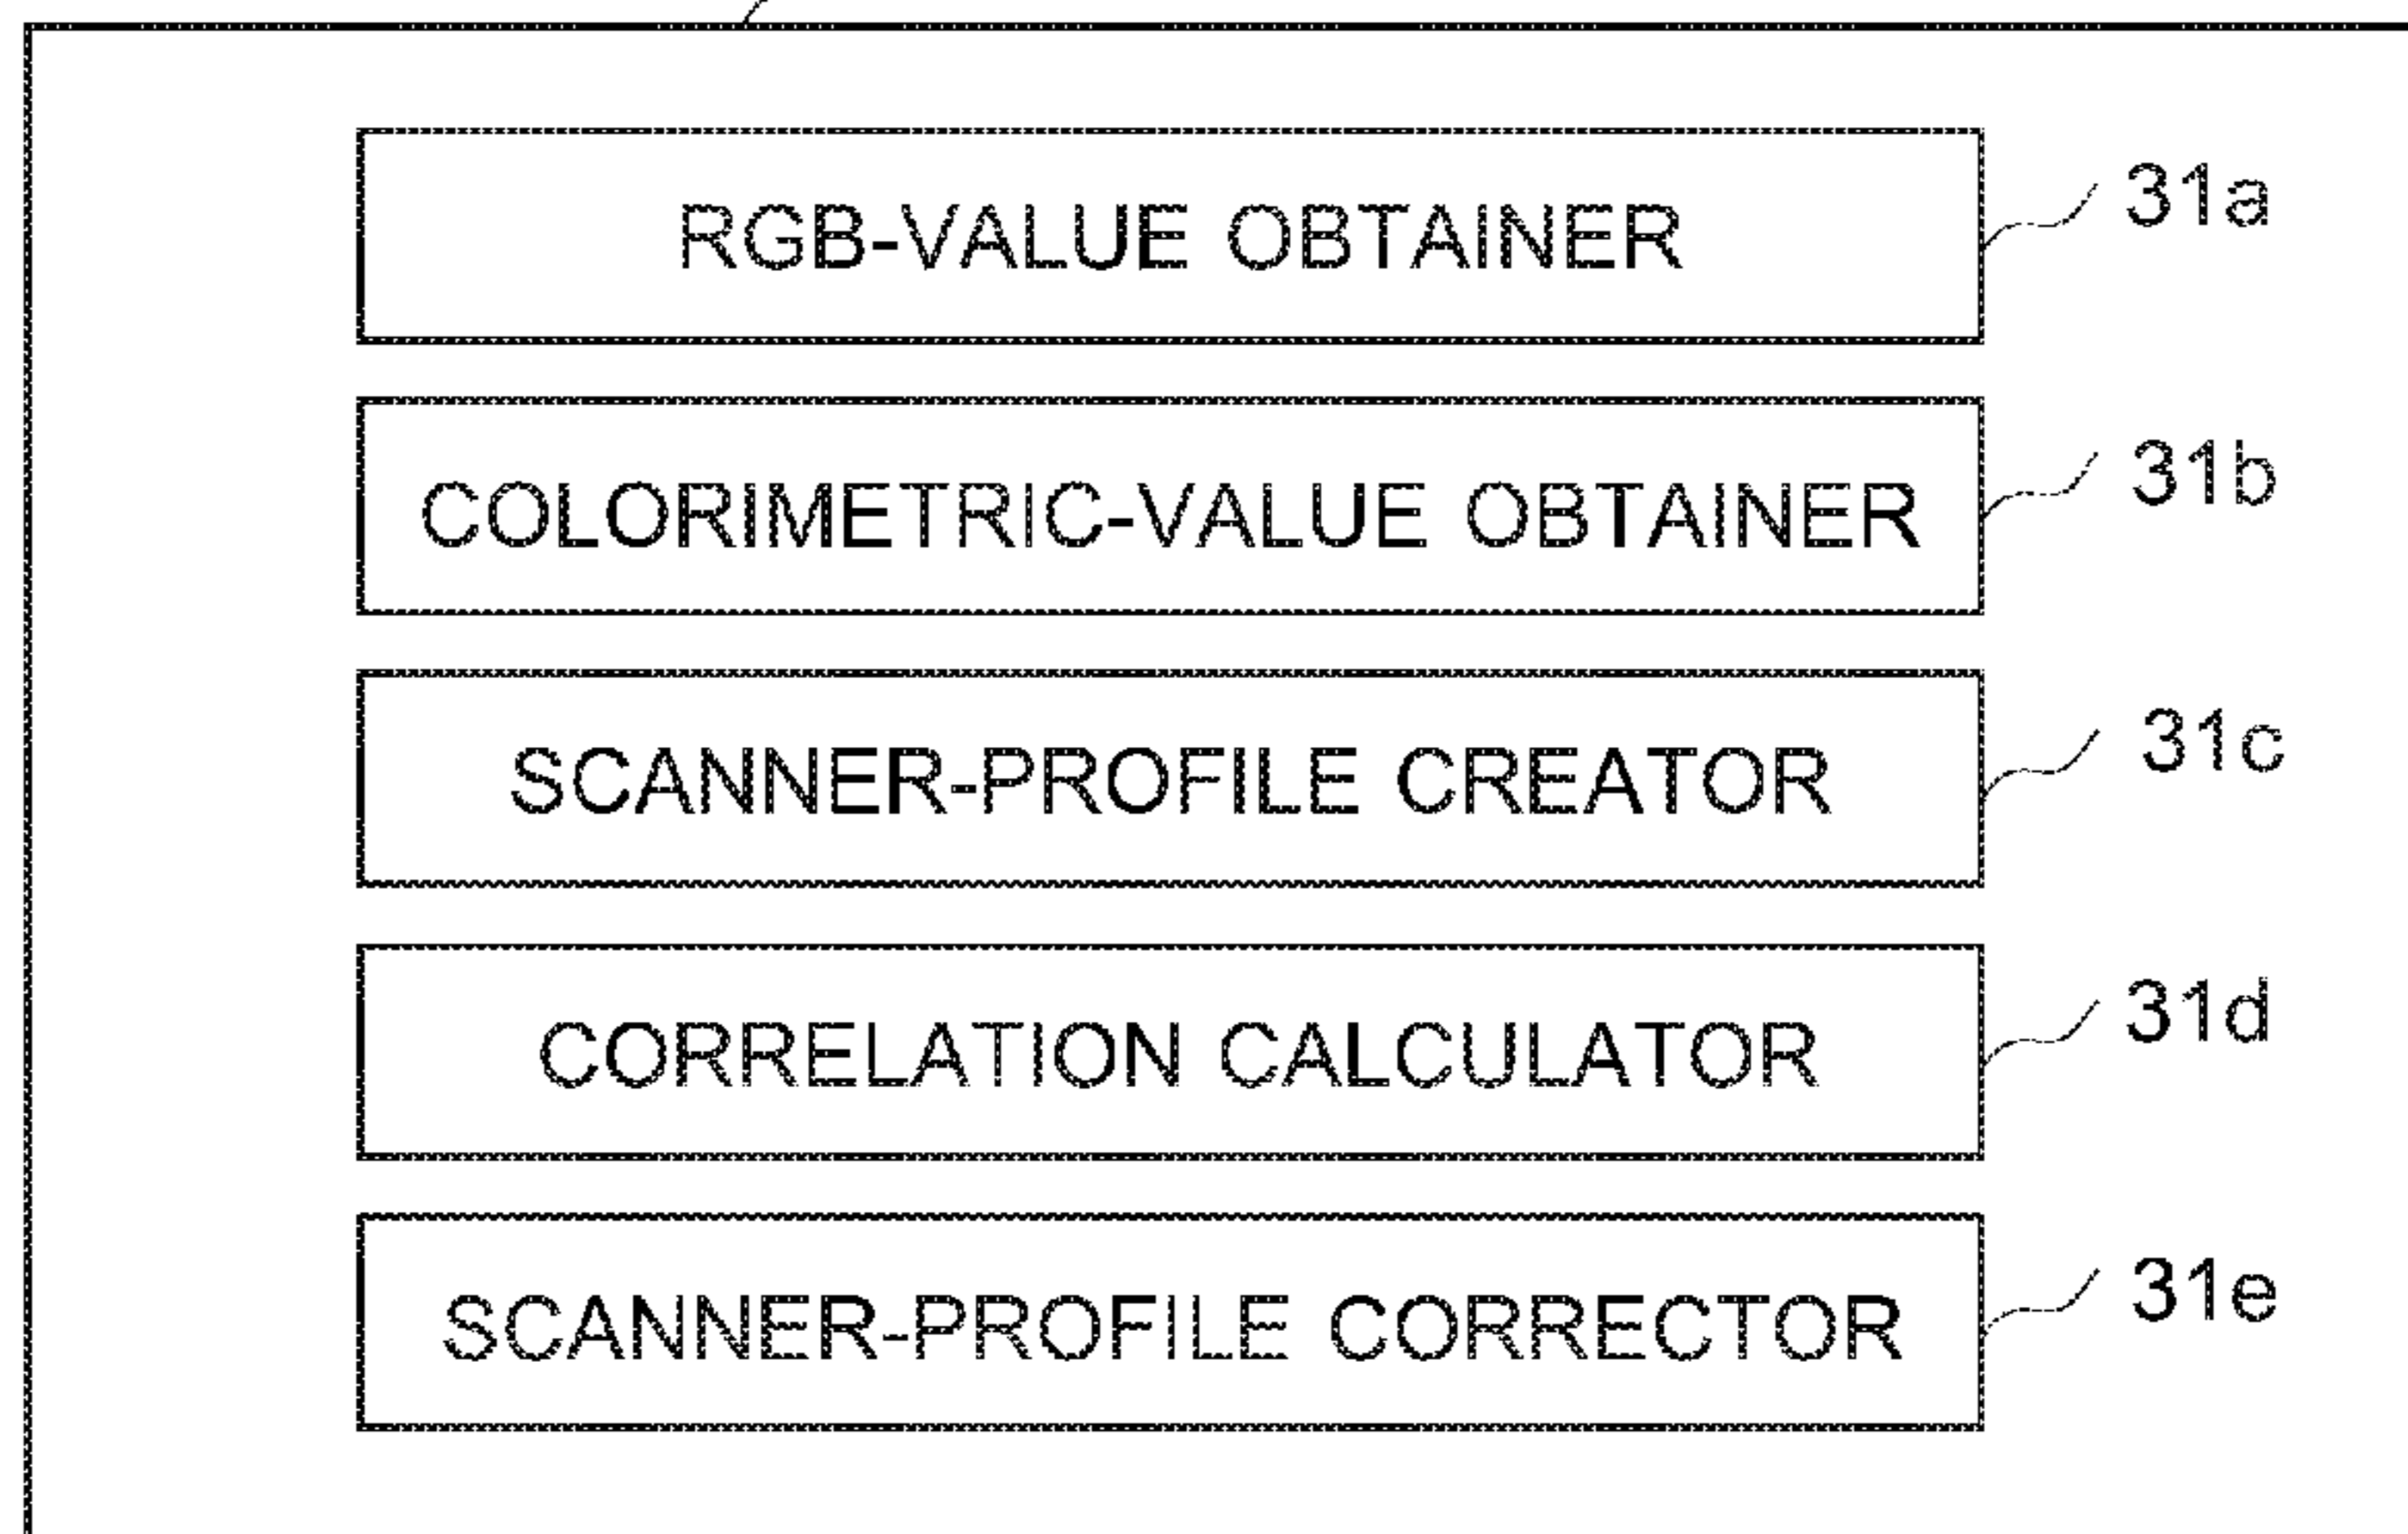 RGB-VALUE OBTAINER 31a
COLORIMETRIC-VALUE OBTAINER 31b
SCANNER-PROFILE CREATOR 31c
CORRELATION CALCULATOR 31d
SCANNER-PROFILE CORRECTOR 31e